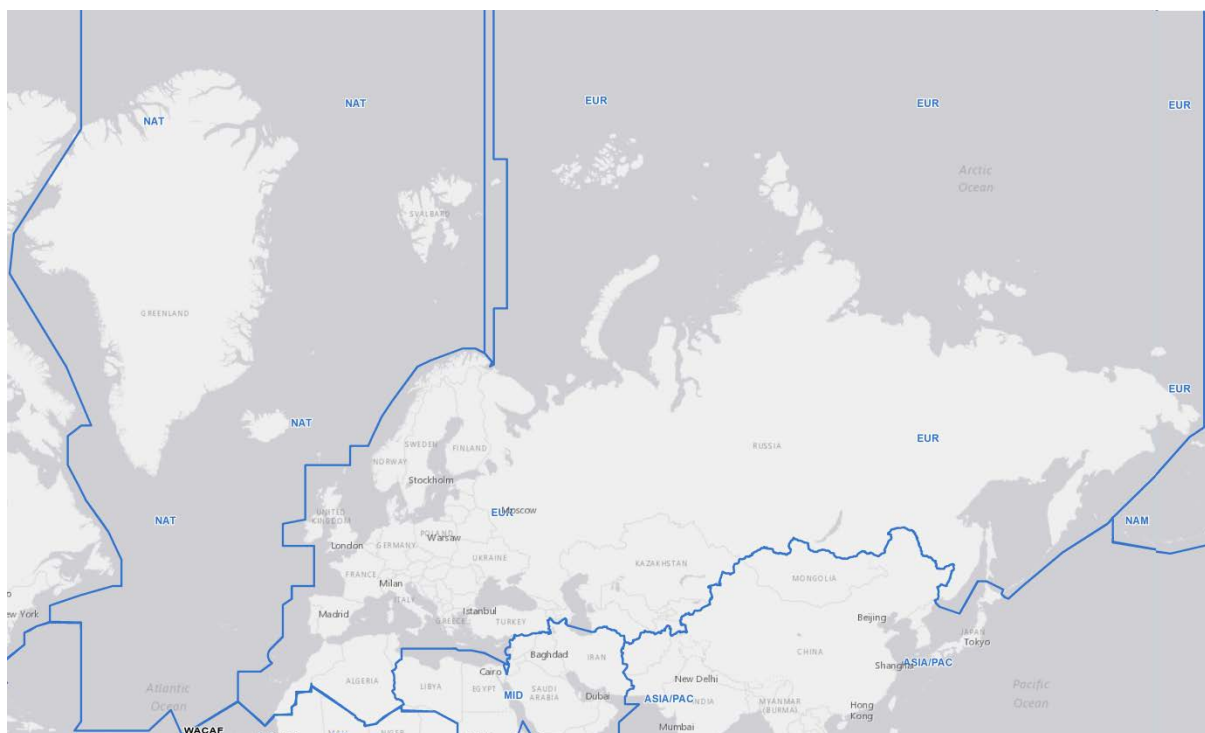 NAT
EUR
EUR
EUR
NAT
Arctic
Ocean
SVALBARD
GREENLAND
EUR
NAT
EUR
SWEDEN
FINLAND
RUSSIA
NORWAY
Stockholm
UNITED
KINGDOM
EUR
Moscow
NAT
NAM
POLAND
Warsaw
London
GERMANY
UKRAINE
KAZAKHSTAN
FRANCE
Milan
MONGOLIA
ITALY
Madrid
Istanbul
GREECE
TURKEY
Beijing
ew York
JAPAN
Tokyo
Baghdad
IRAN
CHINA
ASIA/PAC
Shanghai
Cairo
ALGERIA
LIBYA
EGYPT
MID
SAUDI
ARABIA
Dubai
New Delhi
ASIA/PAC
INDIA
Atlantic
Ocean
Pacific
Ocean
MYANMAR
(BURMA)
Hong
Kong
Mumbai
WACAF
MALI
NIGER